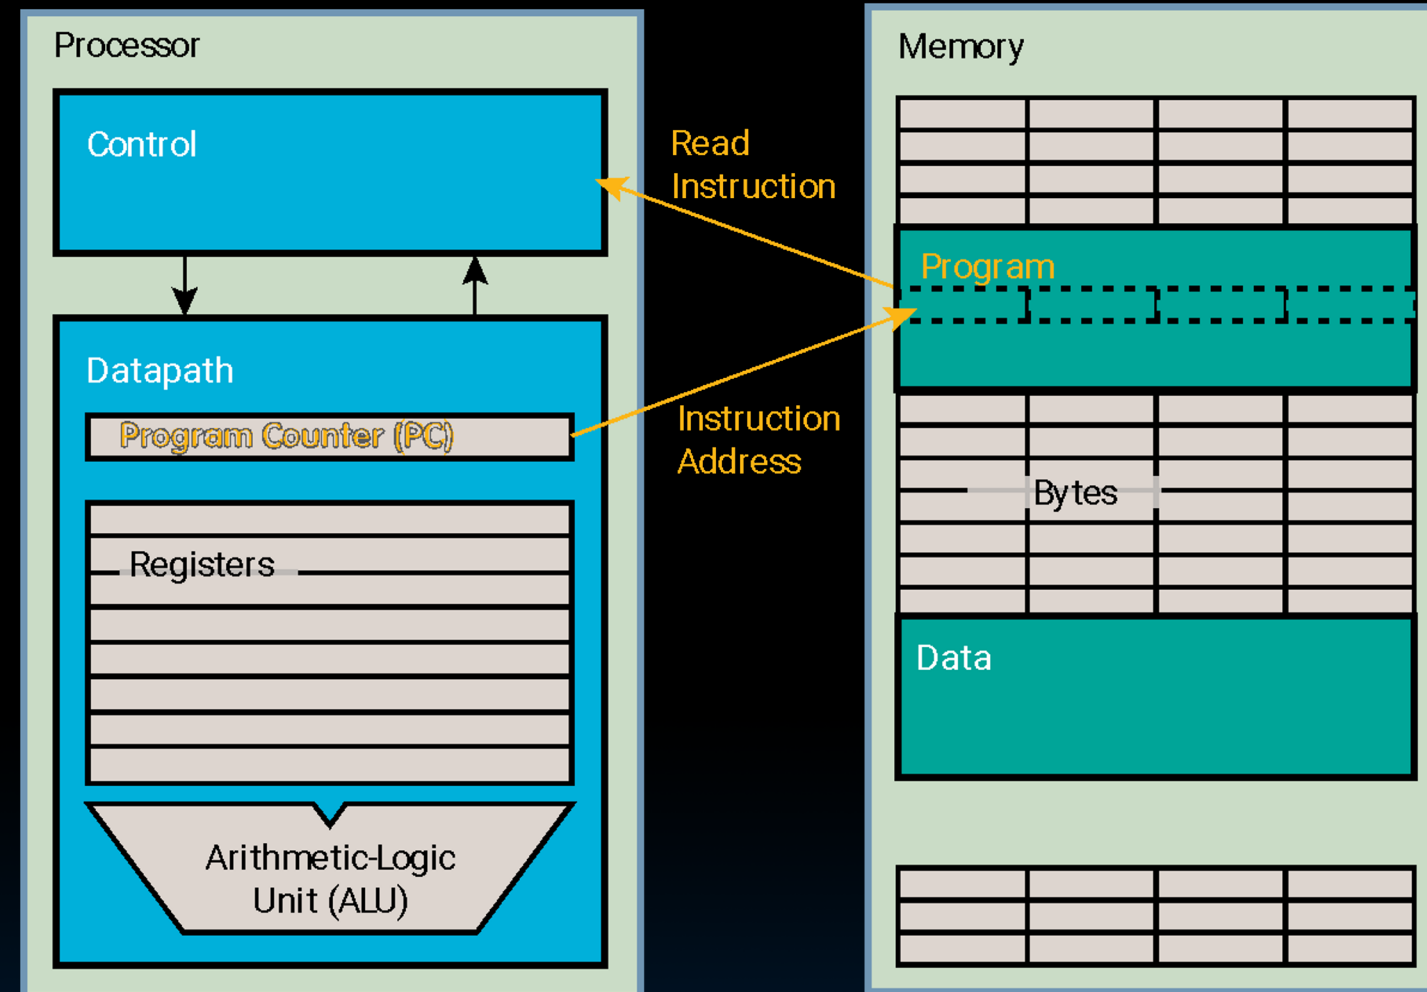 Processor
Control
Datapath
Program Counter (PC)
Registers
Arithmetic-Logic
Unit (ALU)
Read
Instruction
Instruction
Address
Memory
Program
Bytes
Data